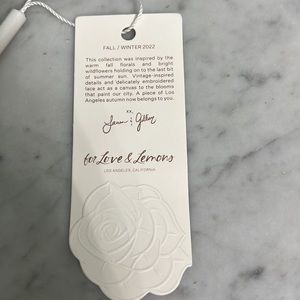 FALL / WINTER 2022
This collection was inspired by the
warm fall florals and bright
wildflowers holding on to the last bit
of summer sun. Vintage-inspired
details and delicately embroidered
lace act as a canvas to the blooms
that paint our city. A piece of Los
Angeles autumn now belongs to you.
xx,
for Love & Lemons
LOS ANGELES, CALIFORNIA